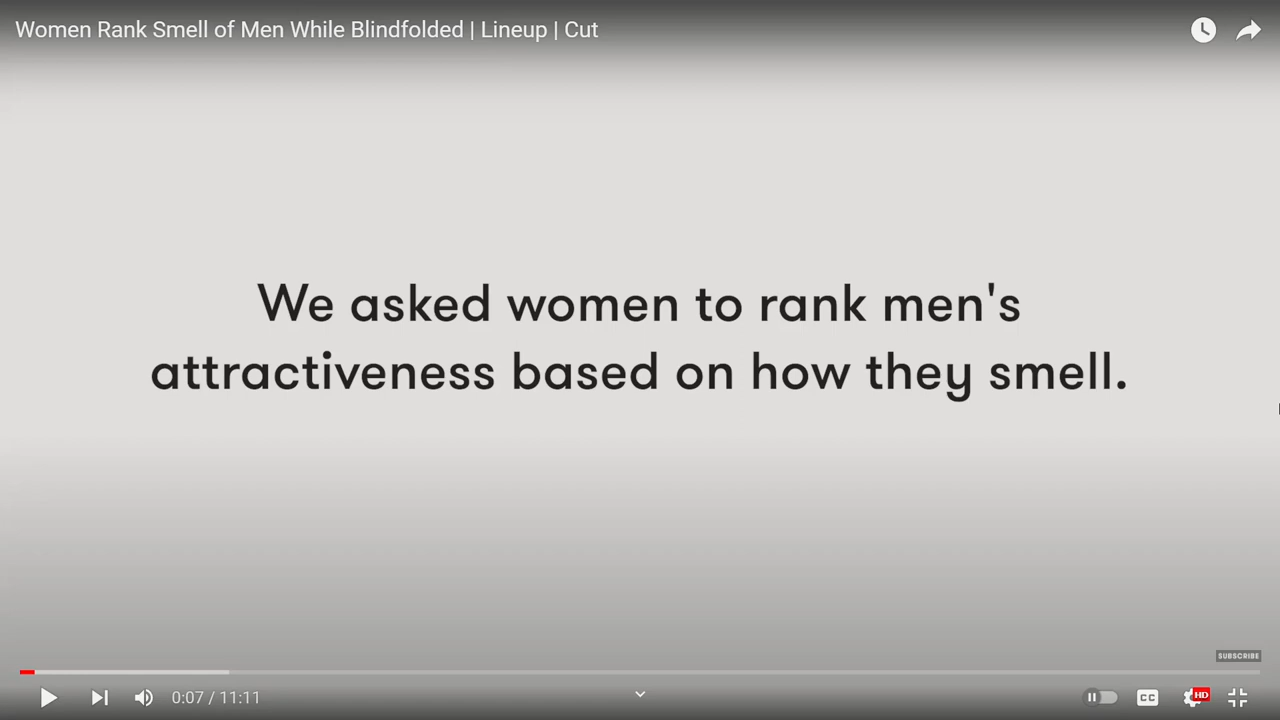 Women Rank Smell of Men While Blindfolded | Lineup | Cut
We asked women to rank men's
attractiveness based on how they smell.
SUBSCRIBE
0:07 / 11:11
CC
HD